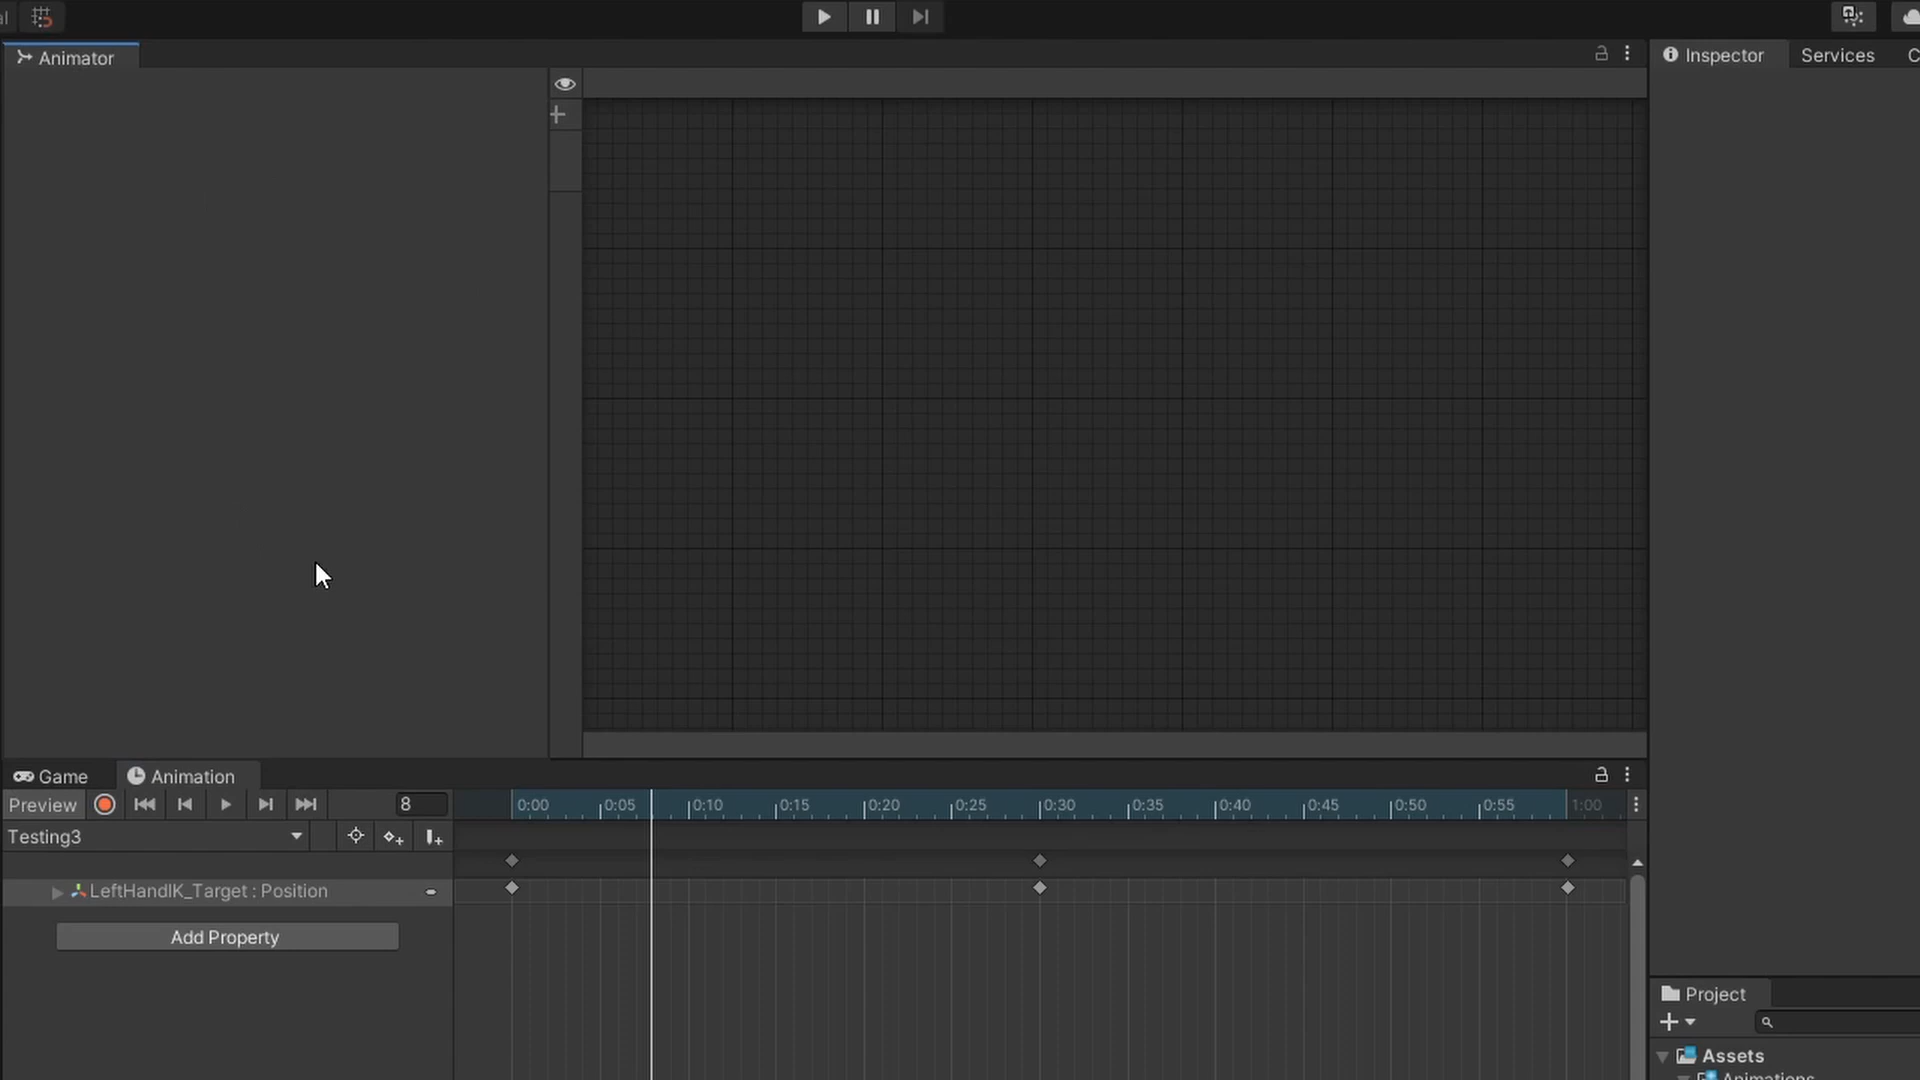 Animator
Inspector
Services
Game
Animation
Preview
8
0:00
0:05
0:10
0:15
0:20
0:25
0:30
0:35
0:40
0:45
0:50
0:55
1:00
Testing3
LeftHandIK_Target : Position
Add Property
Project
Assets
Animations